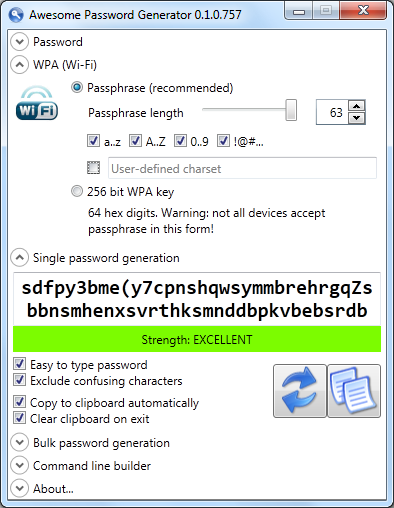 Awesome Password Generator 0.1.0.757
Password
WPA (Wi-Fi)
Wi Fi
Passphrase (recommended)
Passphrase length
63
a..z
A..Z
0..9
!@#...
User-defined charset
256 bit WPA key
64 hex digits. Warning: not all devices accept
passphrase in this form!
Single password generation
sdfpy3bme(y7cpnshqwsymmbrehrgqZs
bbnsmhenxsvrthksmnddbpkvbebsrdb
Strength: EXCELLENT
Easy to type password
Exclude confusing characters
Copy to clipboard automatically
Clear clipboard on exit
Bulk password generation
Command line builder
About...